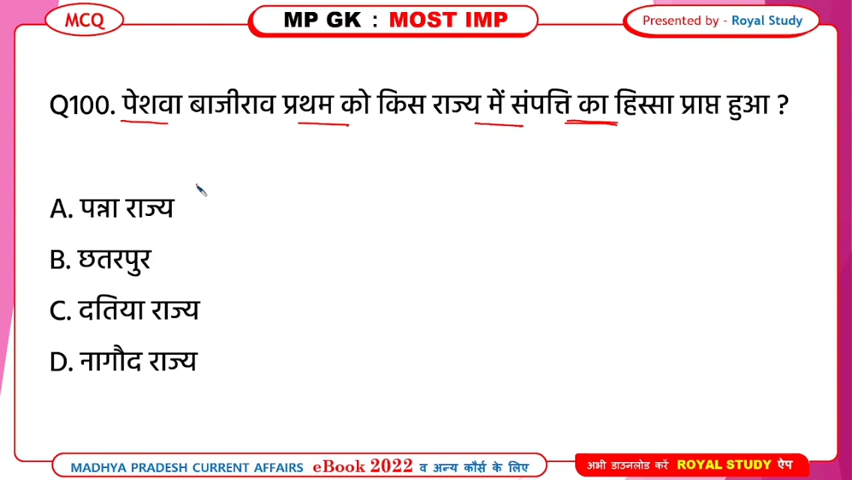 MCQ
MP GK : MOST IMP
Presented by - Royal Study
Q100. पेशवा बाजीराव प्रथम को किस राज्य में संपत्ति का हिस्सा प्राप्त हुआ ?
A. पन्ना राज्य
B. छतरपुर
C. दतिया राज्य
D. नागौद राज्य
MADHYA PRADESH CURRENT AFFAIRS eBook 2022 व अन्य कौर्स के लिए
अभी डाउनलोड करें ROYAL STUDY ऐप